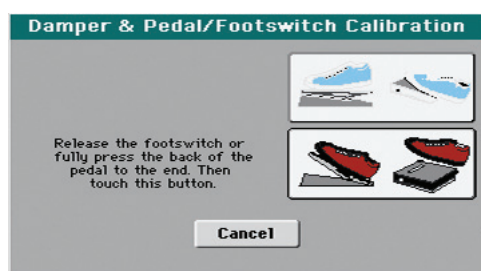 Damper & Pedal/Footswitch Calibration
Release the footswitch or
fully press the back of the
pedal to the end. Then
touch this button.
Cancel